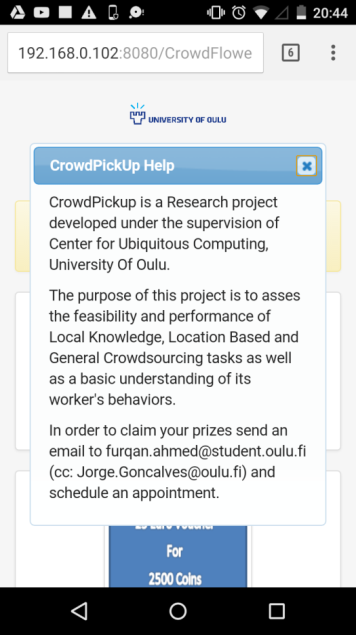 20:44
192.168.0.102:8080/CrowdFlowe
6
UNIVERSITY OF OULU
CrowdPickUp Help
CrowdPickup is a Research project
developed under the supervision of
Center for Ubiquitous Computing,
University Of Oulu.
The purpose of this project is to asses
the feasibility and performance of
Local Knowledge, Location Based and
General Crowdsourcing tasks as well
as a basic understanding of its
worker's behaviors.
In order to claim your prizes send an
email to furqan.ahmed@student.oulu.fi
(cc: Jorge.Goncalves@oulu.fi) and
schedule an appointment.
Euro Voucher
For
2500 Coins